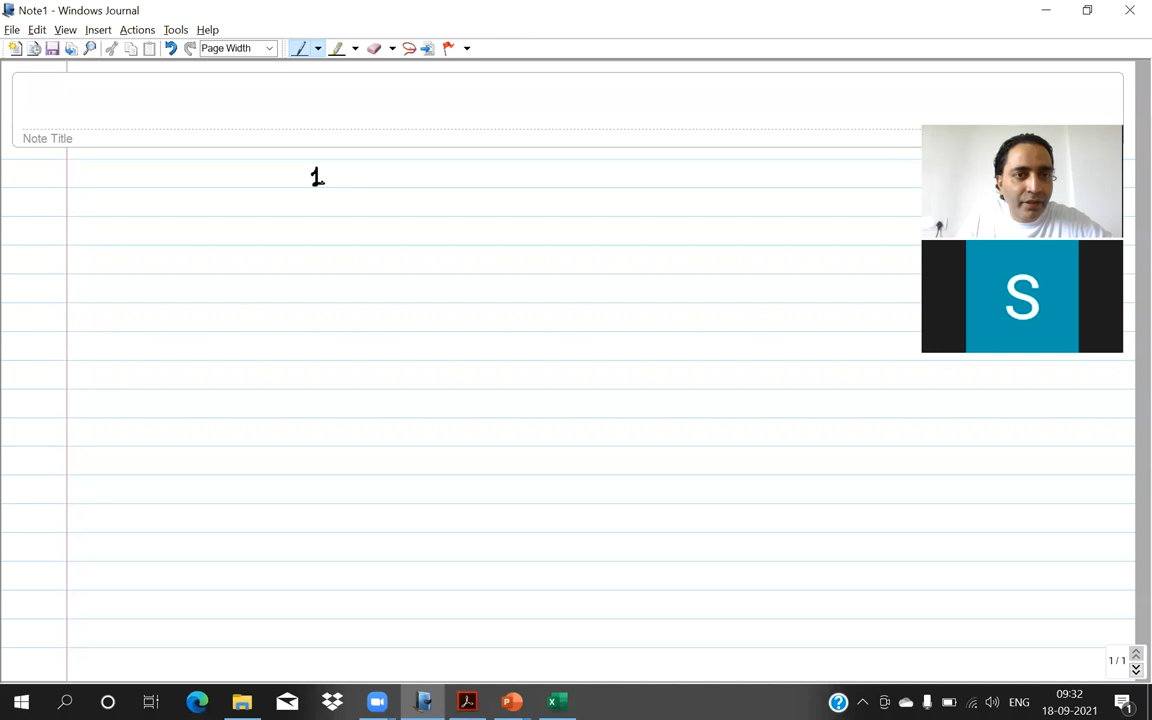 Note1 - Windows Journal
File Edit View Insert Actions Tools Help
Page Width
Note Title
1
S
1/1
ENG
09:32
18-09-2021
1